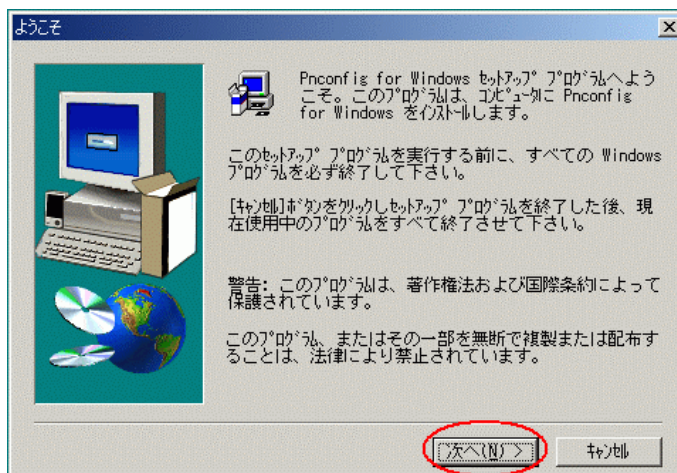 ようこそ
Pnconfig for Windows ｾｯﾄｱｯﾌﾟ ﾌﾟﾛｸﾞﾗﾑへよう
こそ。このﾌﾟﾛｸﾞﾗﾑは、ｺﾝﾋﾟｭｰﾀに Pnconfig
for Windows をｲﾝｽﾄｰﾙします。
このｾｯﾄｱｯﾌﾟ ﾌﾟﾛｸﾞﾗﾑを実行する前に、すべての Windows
ﾌﾟﾛｸﾞﾗﾑを必ず終了して下さい。
[ｷｬﾝｾﾙ]ﾎﾞﾀﾝをｸﾘｯｸしｾｯﾄｱｯﾌﾟ ﾌﾟﾛｸﾞﾗﾑを終了した後、現
在使用中のﾌﾟﾛｸﾞﾗﾑをすべて終了させて下さい。
警告: このﾌﾟﾛｸﾞﾗﾑは、著作権法および国際条約によって
保護されています。
このﾌﾟﾛｸﾞﾗﾑ、またはその一部を無断で複製または配布す
ることは、法律により禁止されています。
次へ(N) >
ｷｬﾝｾﾙ